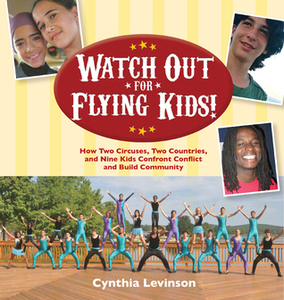 WATCH OUT
FOR
FLYING KIDS!
How Two Circuses, Two Countries,
and Nine Kids Confront Conflict
and Build Community
Cynthia Levinson